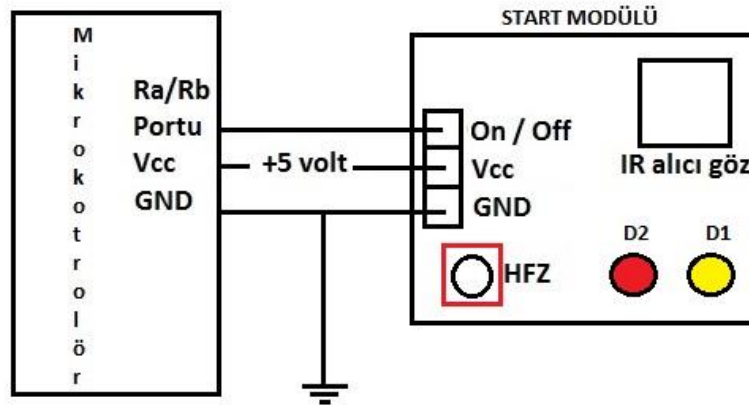 START MODÜLÜ
Mikrokotrolör
Ra/Rb
Portu
Vcc
GND
+5 volt
On / Off
Vcc
GND
HFZ
IR alıcı göz
D2
D1